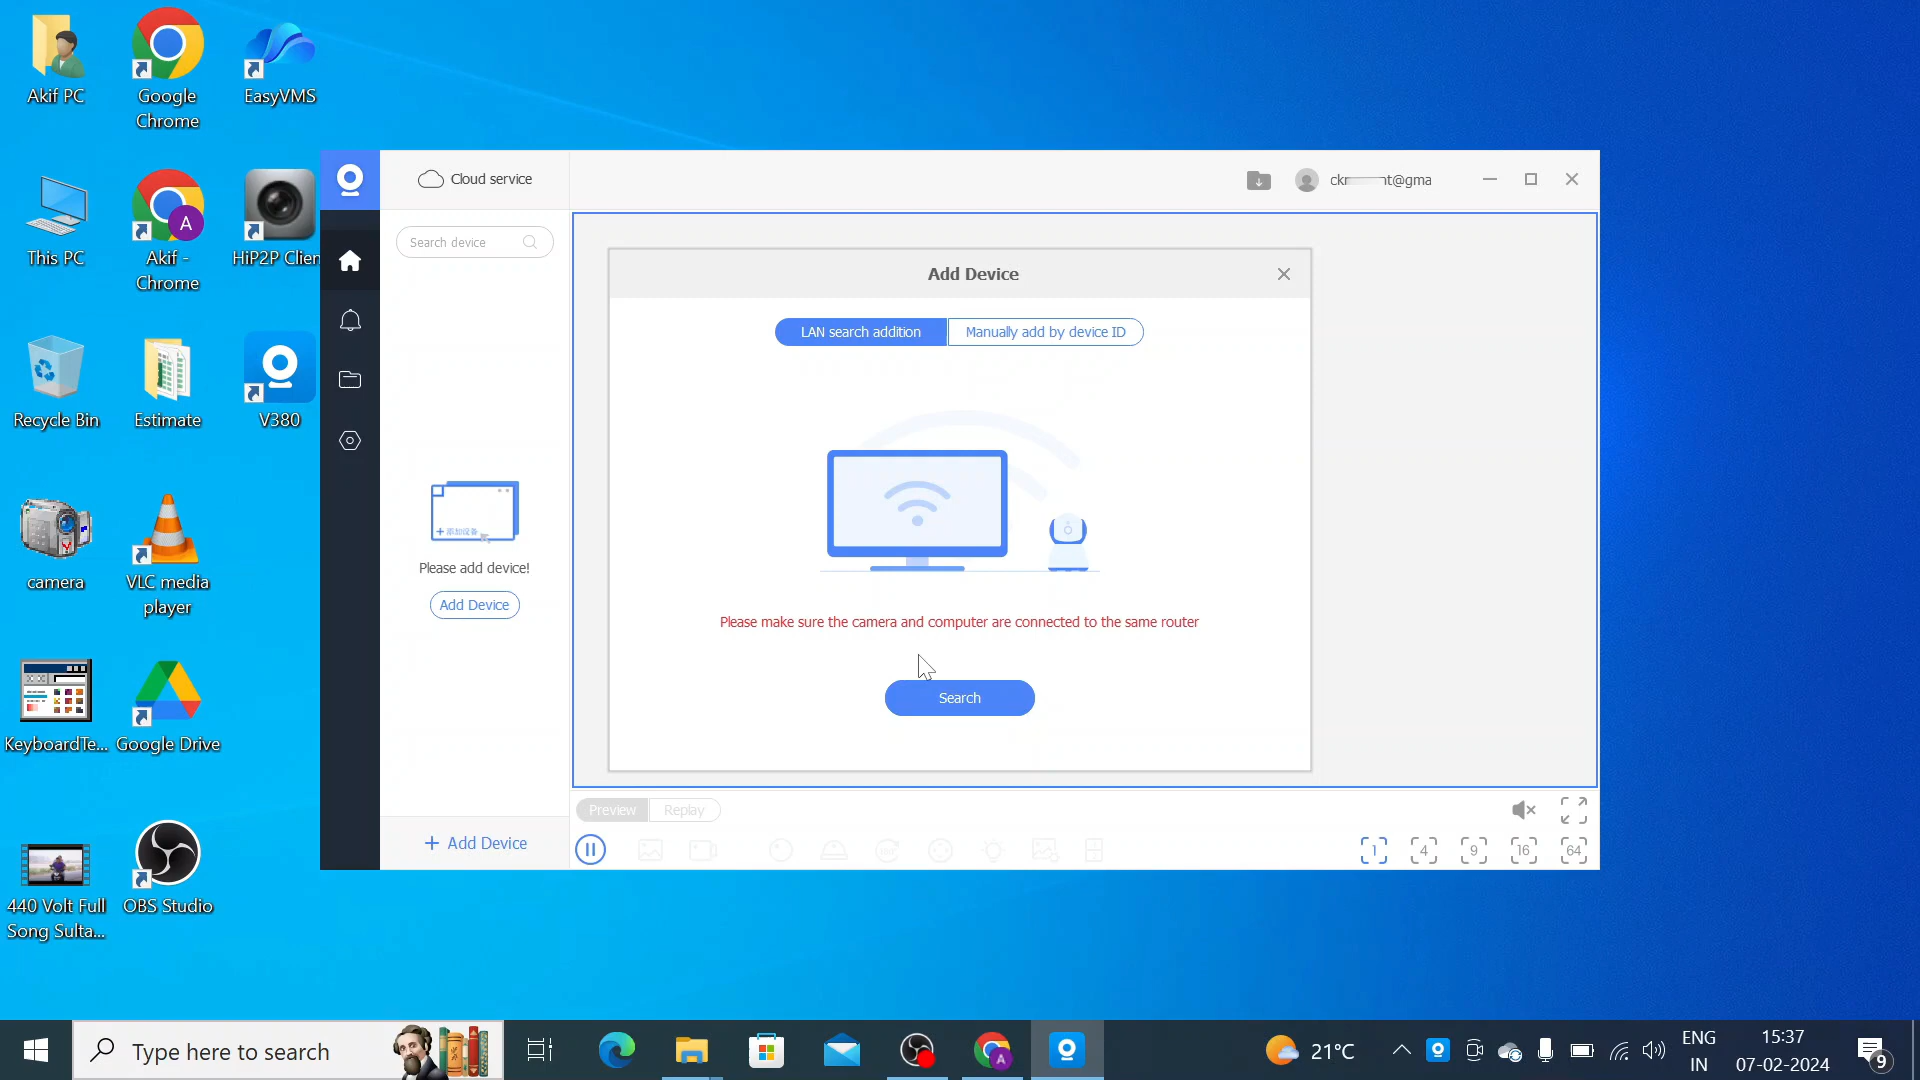 Akif PC
Google
Chrome
EasyVMS
This PC
A
Akif -
Chrome
HiP2P Clien
Recycle Bin
Estimate
V380
camera
VLC media
player
KeyboardTe...
Google Drive
440 Volt Full
Song Sulta...
OBS Studio
Cloud service
@gma
Search device
+ 添加设备
Please add device!
Add Device
+ Add Device
Add Device
LAN search addition
Manually add by device ID
Please make sure the camera and computer are connected to the same router
Search
Preview
Replay
1
4
9
16
64
Type here to search
A
21°C
ENG
IN
15:37
07-02-2024
9